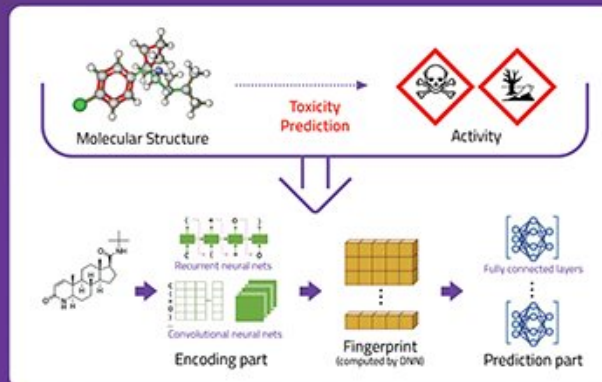 Toxicity
Prediction
Molecular Structure
Activity
Recurrent neural nets
Convolutional neural nets
Encoding part
Fingerprint
(computed by DNN)
Fully connected layers
Prediction part